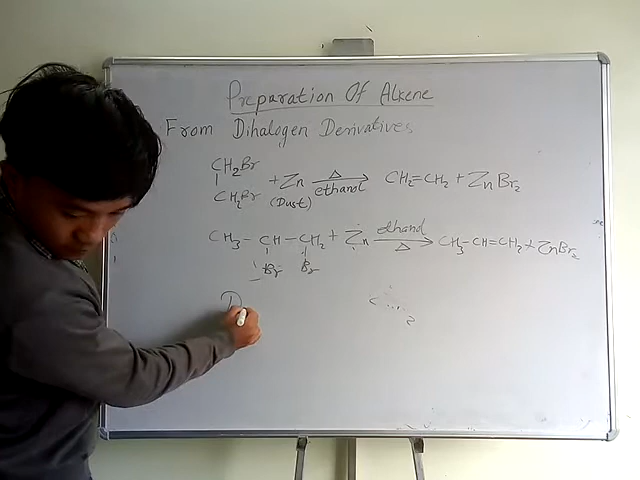 Preparation Of Alkene
From Dihalogen Derivatives
CH2Br
+ Zn Δ CH2=CH2 + ZnBr2
CH2Br (Dust) ethanol
CH3 - CH - CH2 + Zn ethanol CH3-CH=CH2 + ZnBr2
Br Br Δ
D